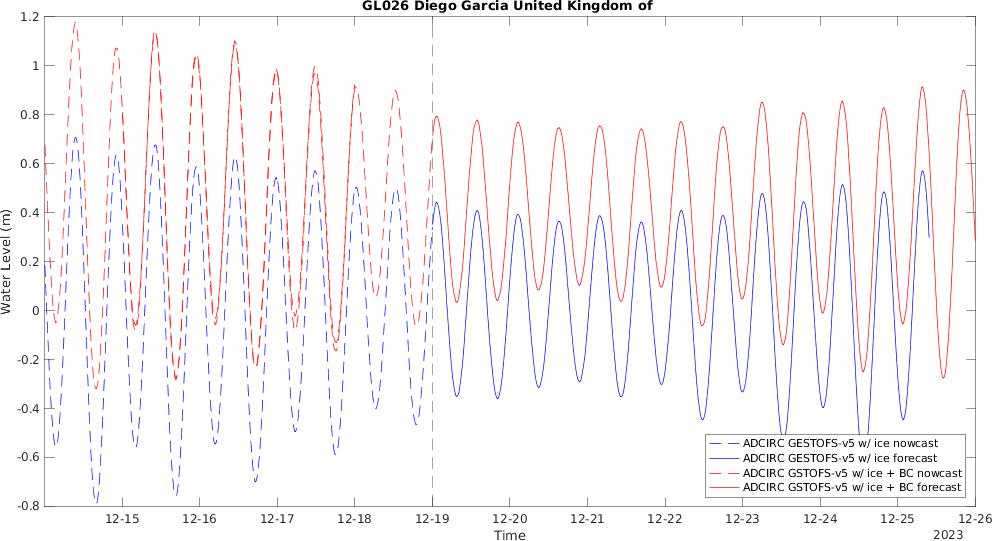 GL026 Diego Garcia United Kingdom of
1.2
1
0.8
0.6
0.4
0.2
0
-0.2
-0.4
-0.6
-0.8
Water Level (m)
ADCIRC GESTOFS-v5 w/ ice nowcast
ADCIRC GESTOFS-v5 w/ ice forecast
ADCIRC GSTOFS-v5 w/ ice + BC nowcast
ADCIRC GSTOFS-v5 w/ ice + BC forecast
12-15 12-16 12-17 12-18 12-19 12-20 12-21 12-22 12-23 12-24 12-25 12-26
Time
2023